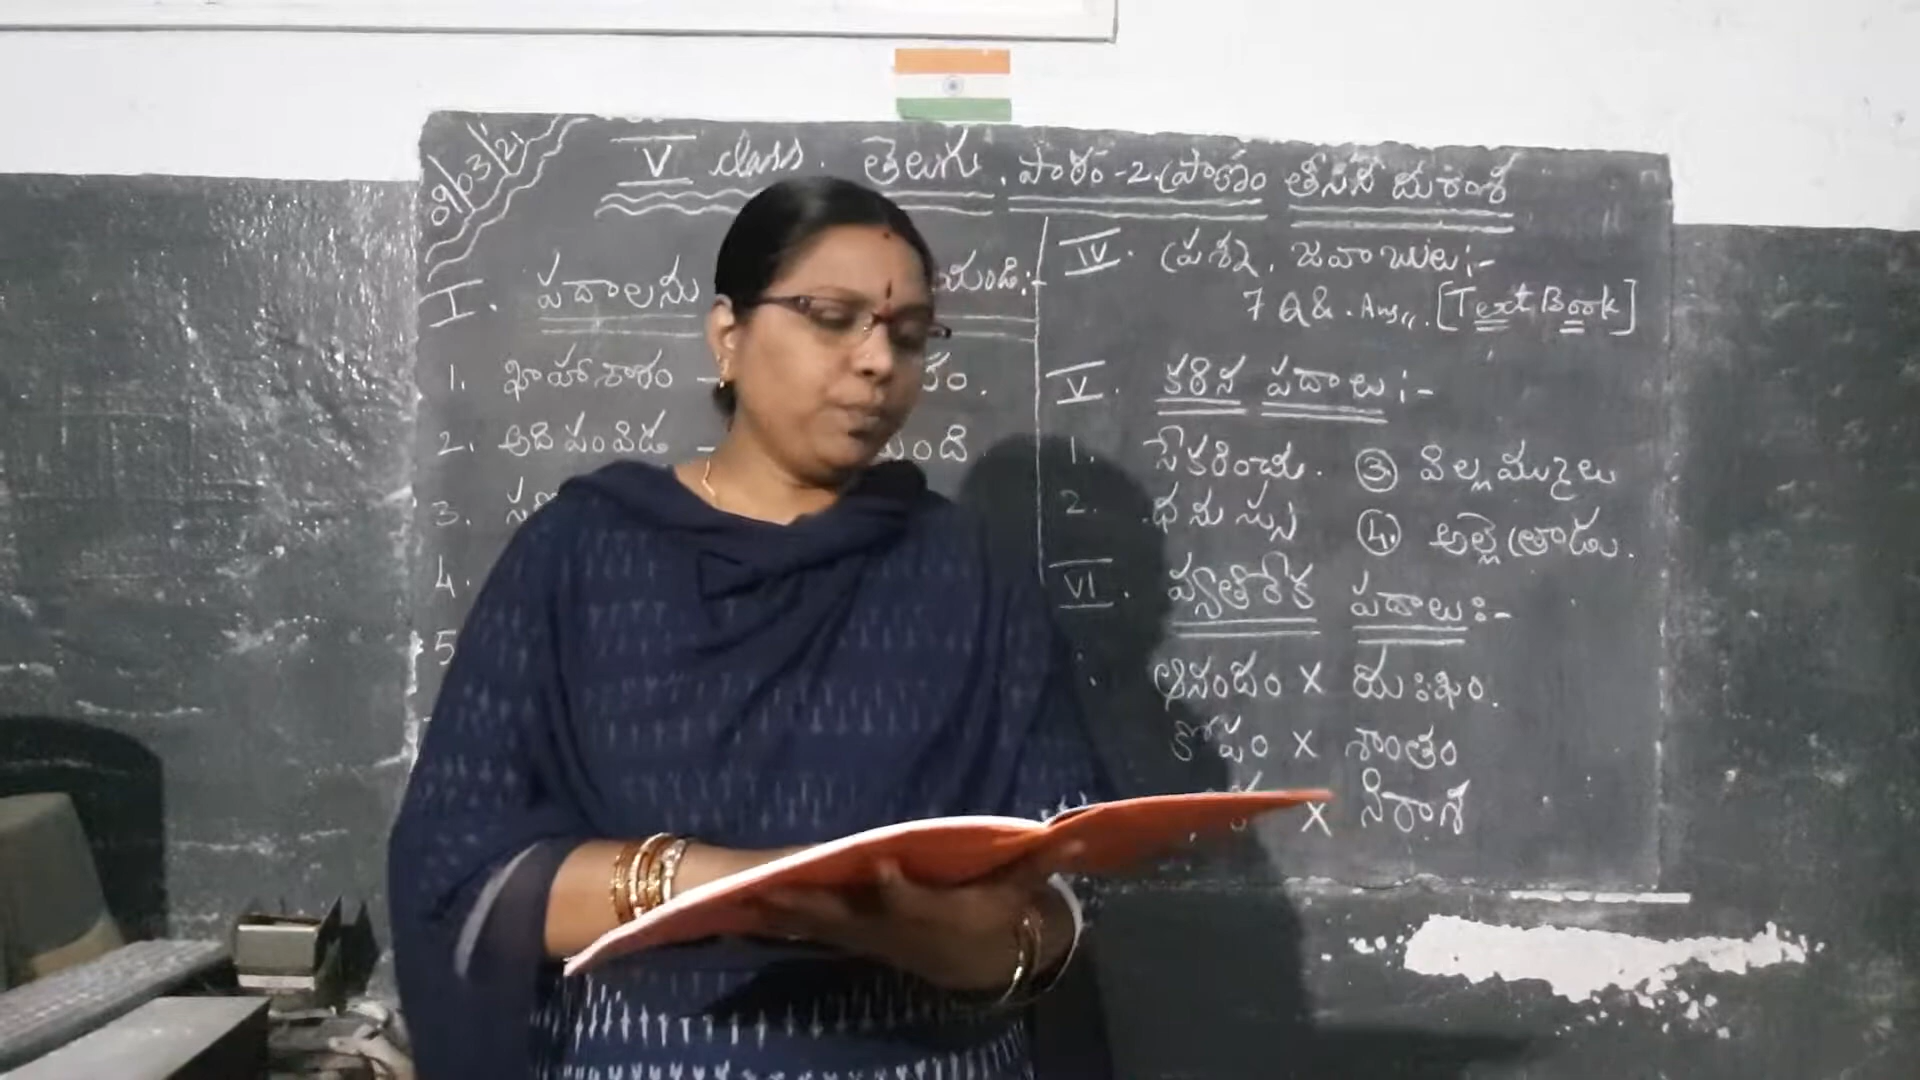 09/03/21
V class. తెలుగు. పాఠం-2. ప్రాణం తీసిన దురాశ
I. పదాలను
1. ఖాహాశారం -
2. అది పంవిడ -
3.
4.
5
IV. ప్రశ్న, జవాబులు:-
7 Q & Ans,,. [Text Book]
V. కఠిన పదాలు:-
1. సేకరించు. ③ విల్లమ్ములు
2. ధనుస్సు ④ అల్లెత్రాడు.
VI. వ్యతిరేక పదాలు:-
ఆనందం X దుఃఖం.
కోపం X శాంతం
X నిరాశ